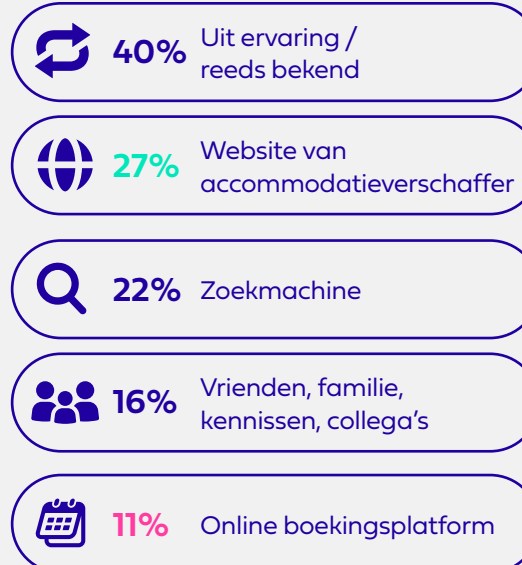 40% Uit ervaring /
reeds bekend
27% Website van
accommodatieverschaffer
22% Zoekmachine
16% Vrienden, familie,
kennissen, collega's
11% Online boekingsplatform